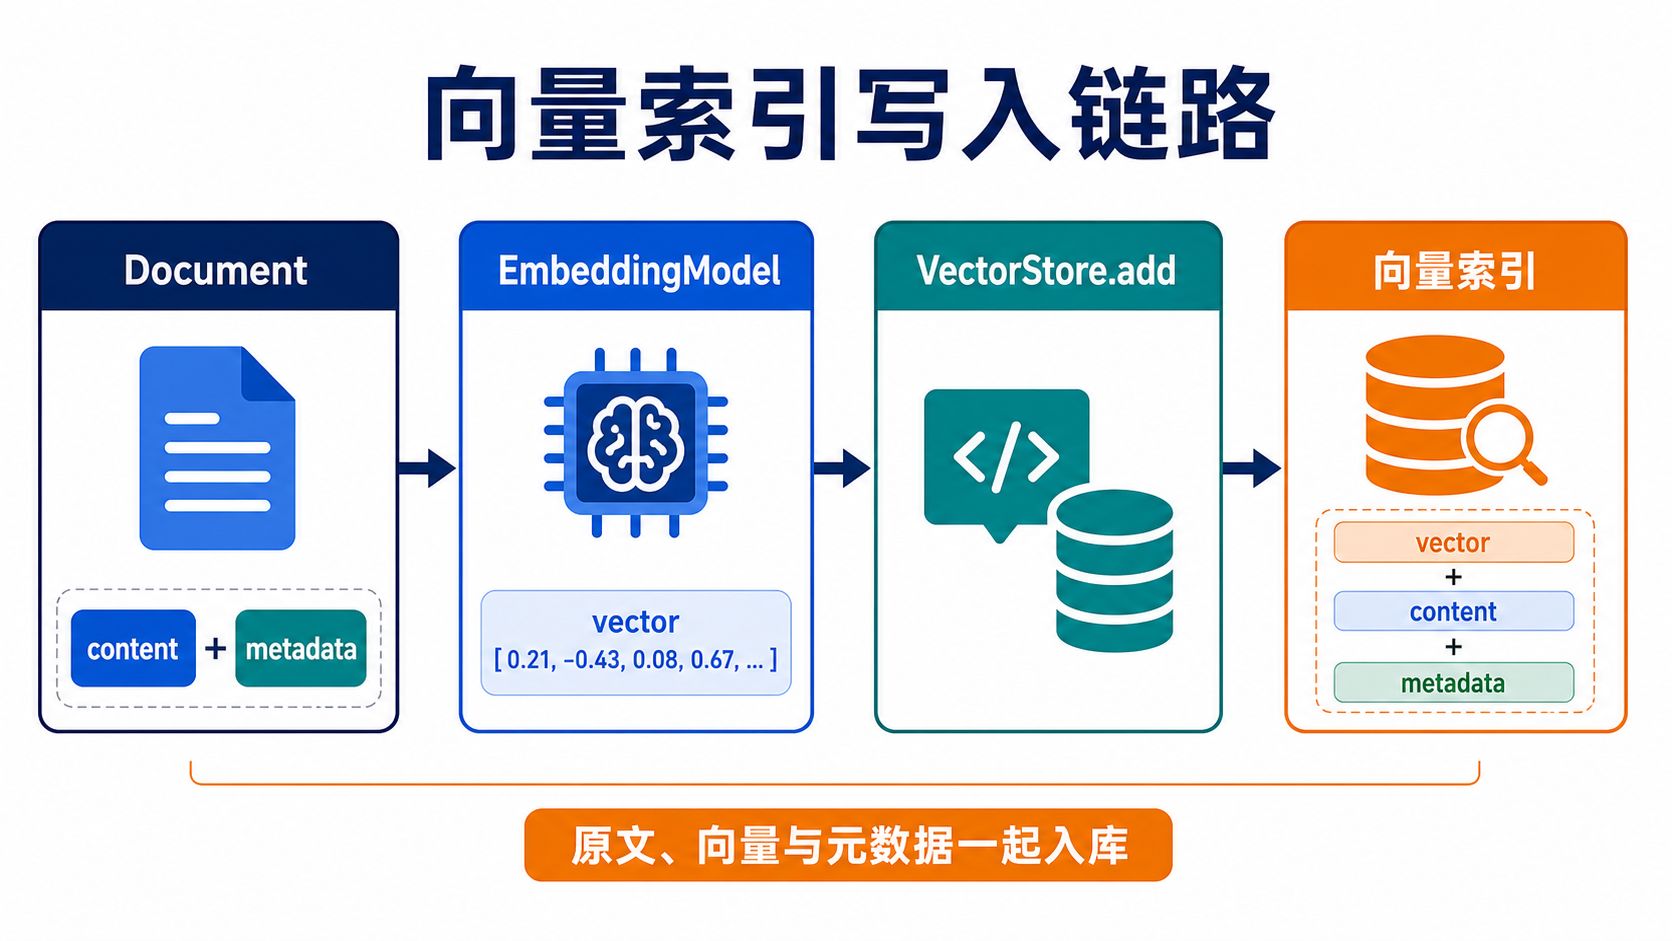 向量索引写入链路
Document
content + metadata
EmbeddingModel
vector
[ 0.21, -0.43, 0.08, 0.67, ... ]
VectorStore.add
</>
向量索引
vector
+
content
+
metadata
原文、向量与元数据一起入库